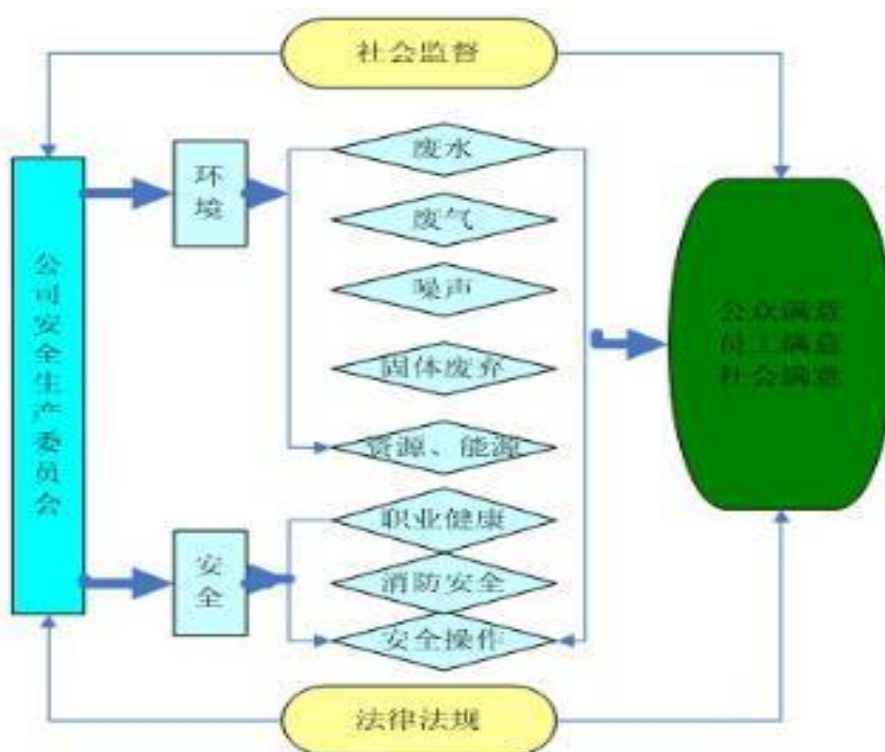 社会监督
公司安全生产委员会
环境
废水
废气
噪声
固体废弃
资源、能源
公众满意
员工满意
社会满意
安全
职业健康
消防安全
安全操作
法律法规